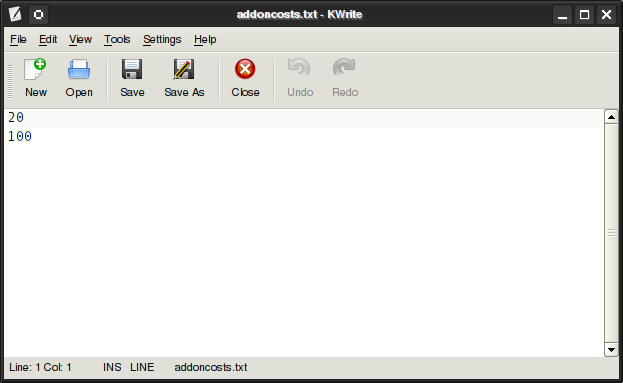 addoncosts.txt - KWrite
File Edit View Tools Settings Help
New Open Save Save As Close Undo Redo
20
100
Line: 1 Col: 1 INS LINE addoncosts.txt